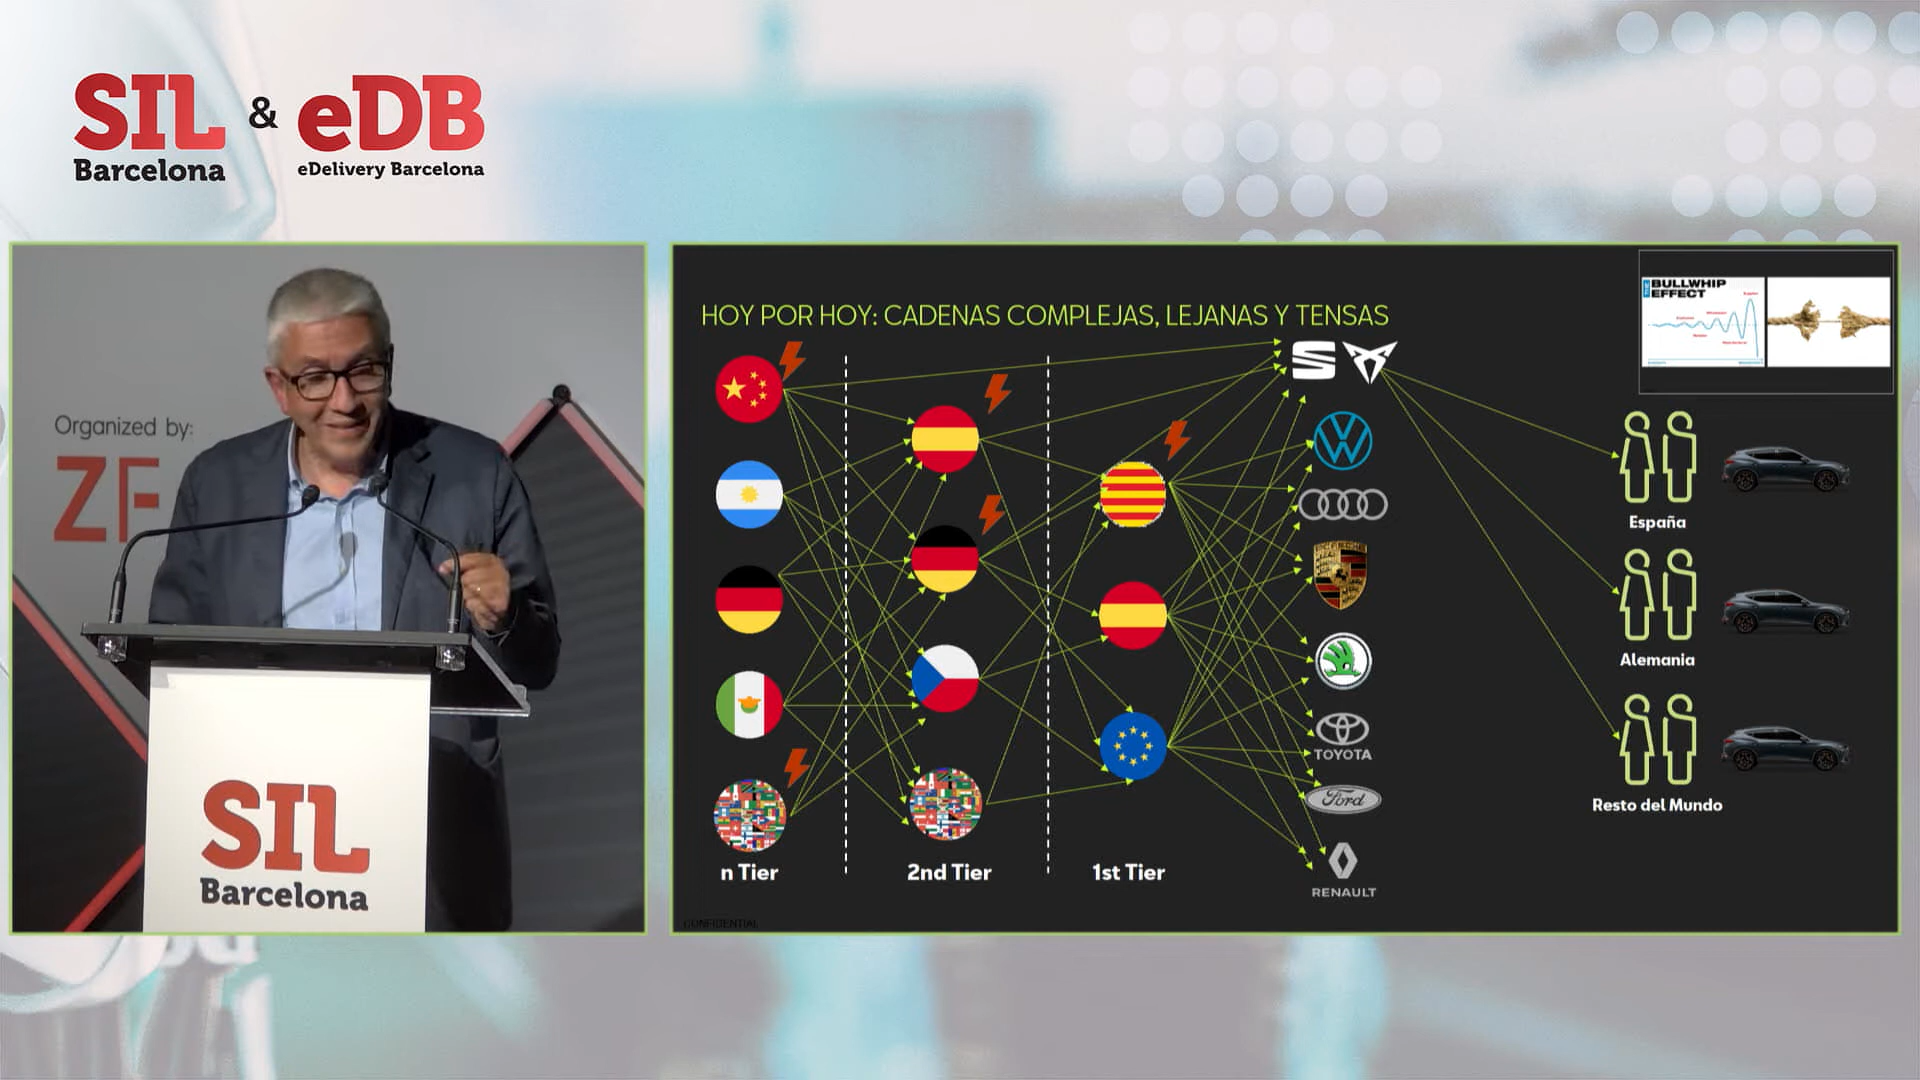 SIL
Barcelona
&
eDB
eDelivery Barcelona
Organized by:
ZF
SIL
Barcelona
HOY POR HOY: CADENAS COMPLEJAS, LEJANAS Y TENSAS
THE
BULLWHIP
EFFECT
n Tier
2nd Tier
1st Tier
TOYOTA
Ford
RENAULT
España
Alemania
Resto del Mundo
CONFIDENTIAL